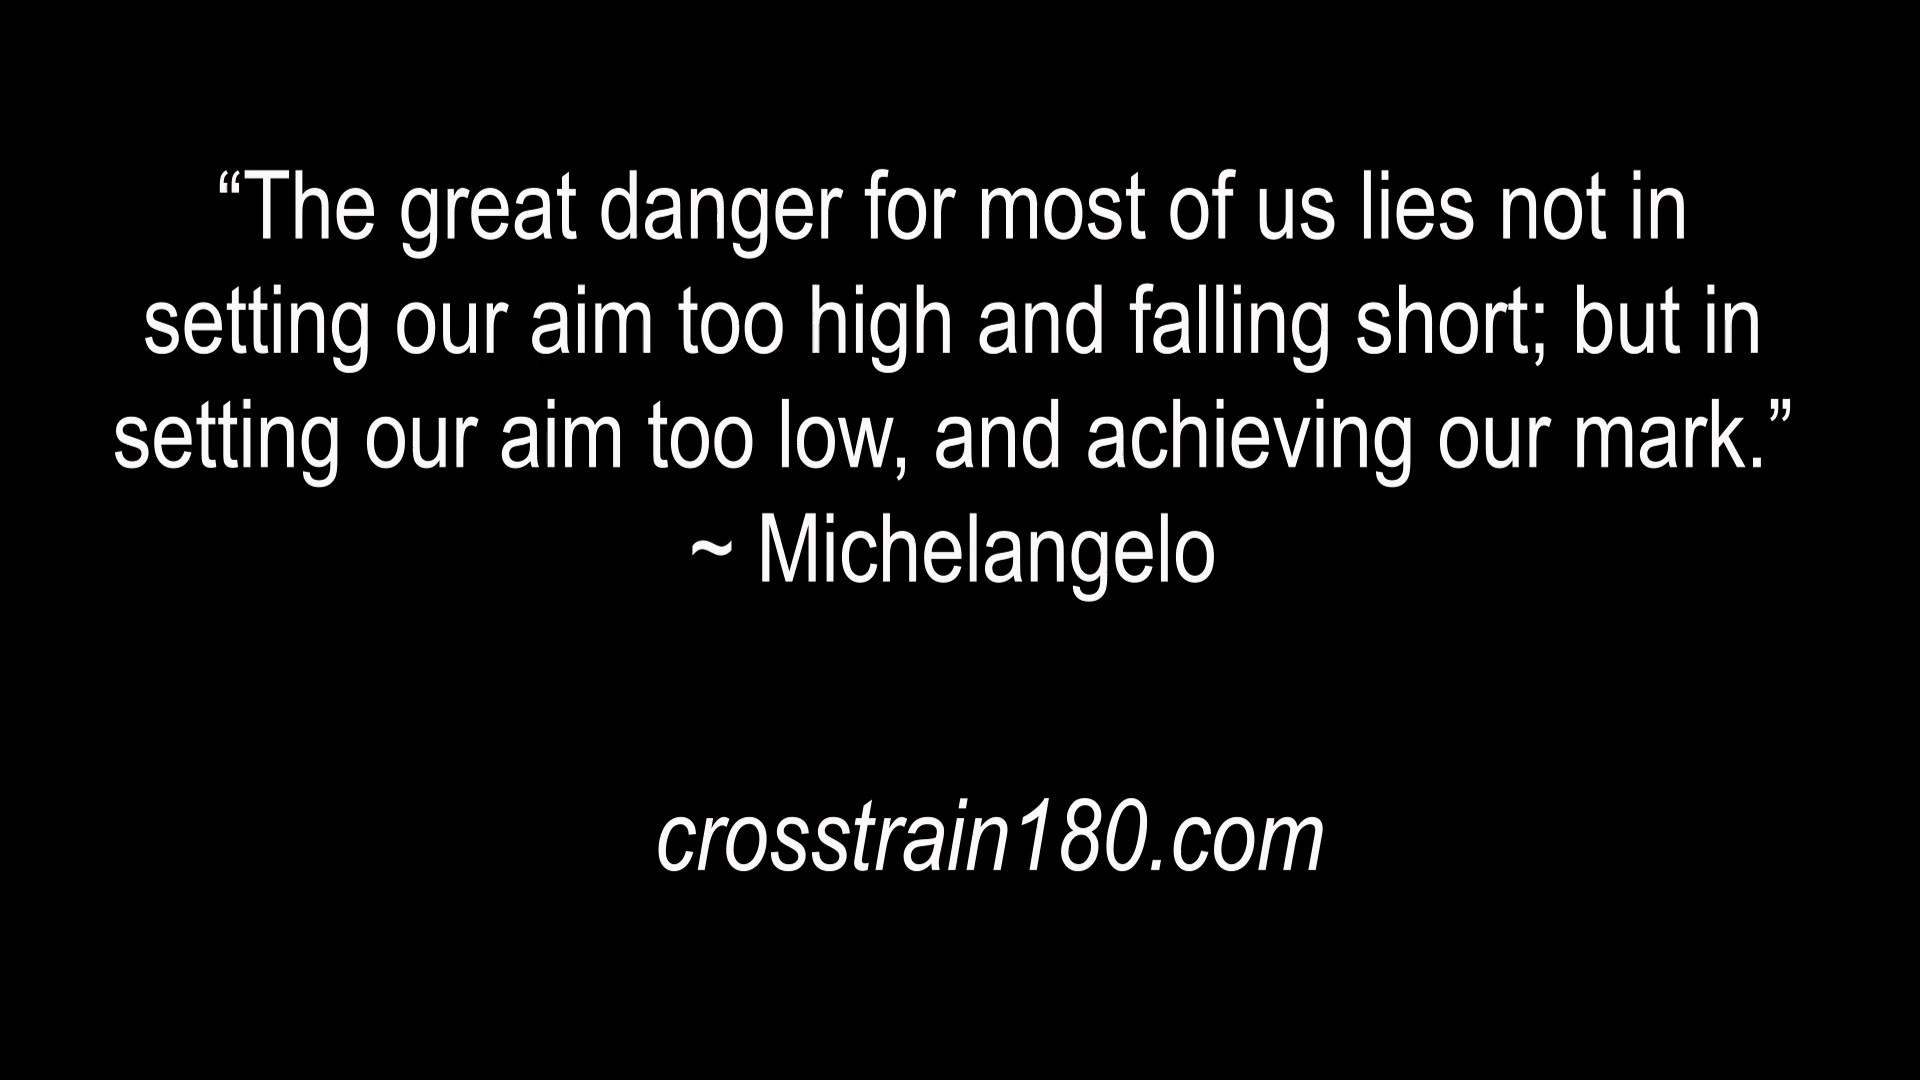 “The great danger for most of us lies not in
setting our aim too high and falling short; but in
setting our aim too low, and achieving our mark.”
~ Michelangelo
crosstrain180.com